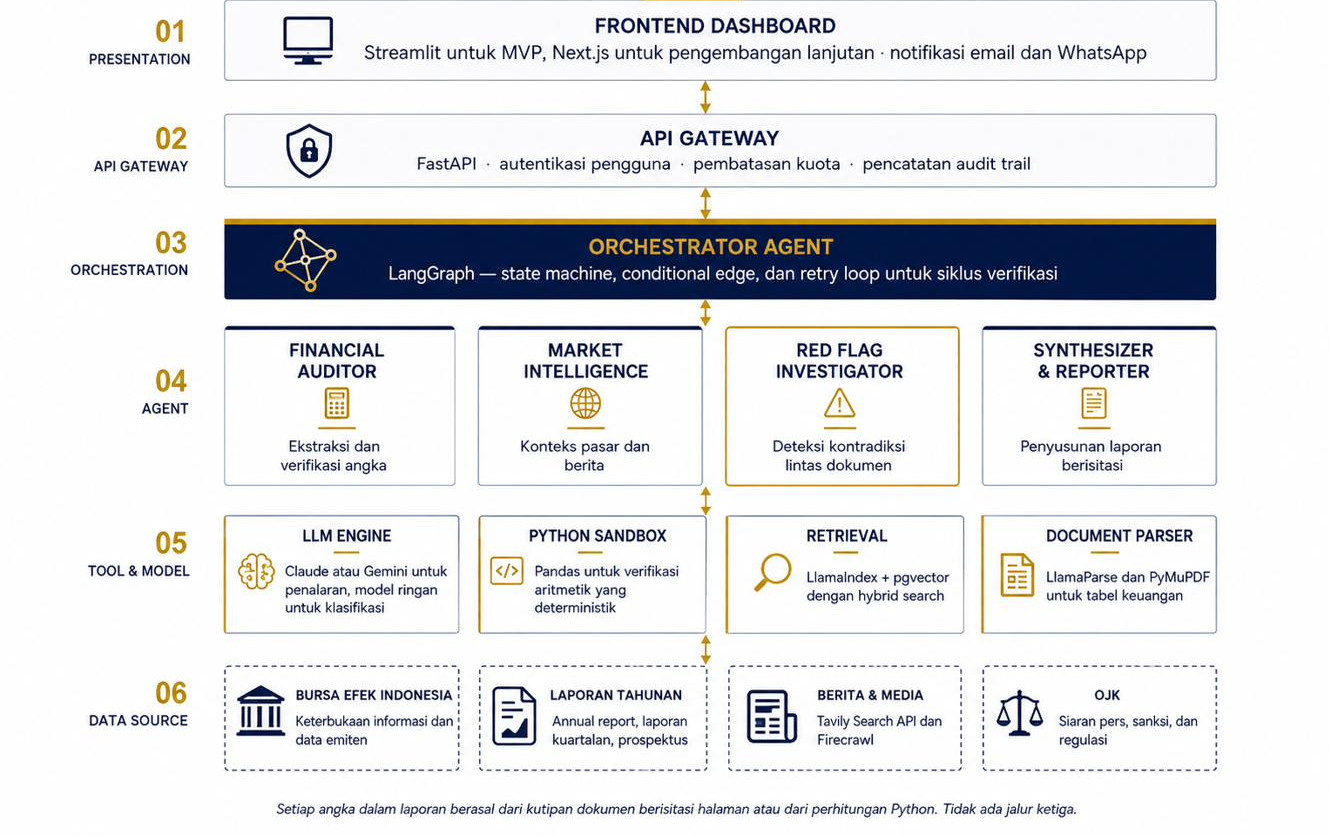 01
PRESENTATION
FRONTEND DASHBOARD
Streamlit untuk MVP, Next.js untuk pengembangan lanjutan · notifikasi email dan WhatsApp
02
API GATEWAY
API GATEWAY
FastAPI · autentikasi pengguna · pembatasan kuota · pencatatan audit trail
03
ORCHESTRATION
ORCHESTRATOR AGENT
LangGraph — state machine, conditional edge, dan retry loop untuk siklus verifikasi
04
AGENT
FINANCIAL
AUDITOR
Ekstraksi dan
verifikasi angka
MARKET
INTELLIGENCE
Konteks pasar dan
berita
RED FLAG
INVESTIGATOR
Deteksi kontradiksi
lintas dokumen
SYNTHESIZER
& REPORTER
Penyusunan laporan
berisitasi
05
TOOL & MODEL
LLM ENGINE
Claude atau Gemini untuk
penalaran, model ringan
untuk klasifikasi
PYTHON SANDBOX
</>
Pandas untuk verifikasi
aritmetik yang
deterministik
RETRIEVAL
LlamaIndex + pgvector
dengan hybrid search
DOCUMENT PARSER
LlamaParse dan PyMuPDF
untuk tabel keuangan
06
DATA SOURCE
BURSA EFEK INDONESIA
Keterbukaan informasi dan
data emiten
LAPORAN TAHUNAN
Annual report, laporan
kuartalan, prospektus
BERITA & MEDIA
Tavily Search API dan
Firecrawl
OJK
Siaran pers, sanksi, dan
regulasi
Setiap angka dalam laporan berasal dari kutipan dokumen berisitasi halaman atau dari perhitungan Python. Tidak ada jalur ketiga.